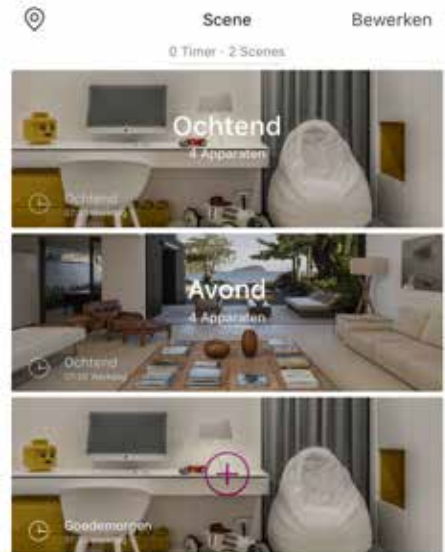 Scene
Bewerken
0 Timer - 2 Scenes
Ochtend
4 Apparaten
Ochtend
Avond
4 Apparaten
Ochtend
Goedemorgen